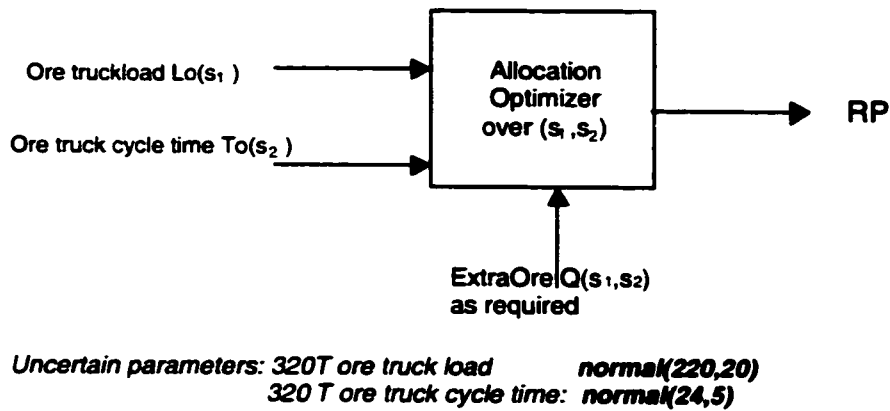 Ore truckload Lo(s₁ )
Allocation
Optimizer
over (s₁ ,s₂)
RP
Ore truck cycle time To(s₂ )
ExtraOre Q(s₁,s₂)
as required
Uncertain parameters: 320T ore truck load normal(220,20)
320 T ore truck cycle time: normal(24,5)